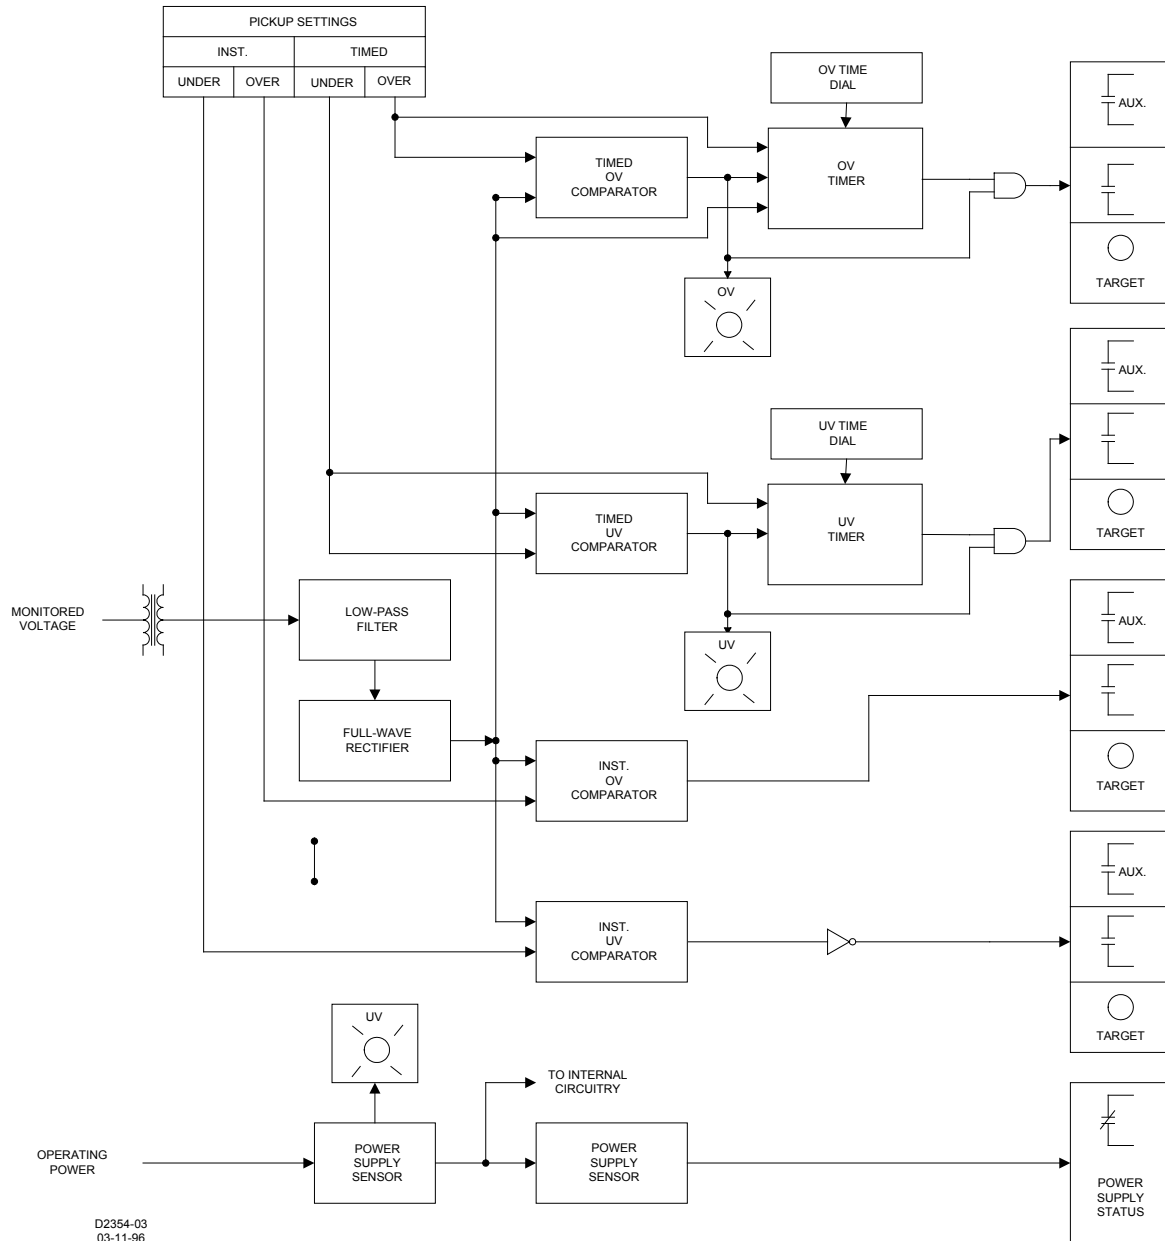 PICKUP SETTINGS
INST.
TIMED
UNDER
OVER
UNDER
OVER
OV TIME
DIAL
TIMED
OV
COMPARATOR
OV
TIMER
AUX.
TARGET
OV
AUX.
TARGET
UV TIME
DIAL
TIMED
UV
COMPARATOR
UV
TIMER
UV
MONITORED
VOLTAGE
LOW-PASS
FILTER
FULL-WAVE
RECTIFIER
INST.
OV
COMPARATOR
AUX.
TARGET
INST.
UV
COMPARATOR
AUX.
TARGET
UV
TO INTERNAL
CIRCUITRY
OPERATING
POWER
POWER
SUPPLY
SENSOR
POWER
SUPPLY
SENSOR
POWER
SUPPLY
STATUS
D2354-03
03-11-96